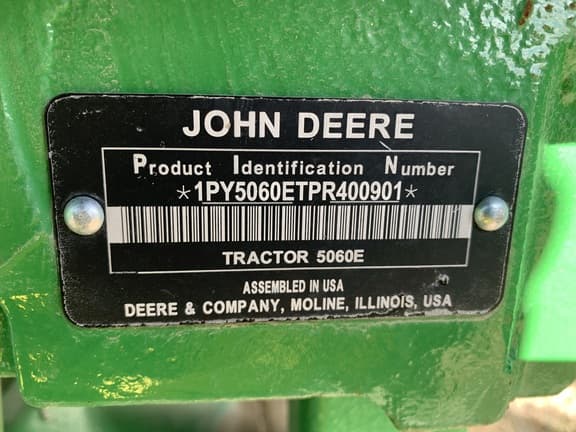 JOHN DEERE
Product Identification Number
*1PY5060ETPR400901*
TRACTOR 5060E
ASSEMBLED IN USA
DEERE & COMPANY, MOLINE, ILLINOIS, USA